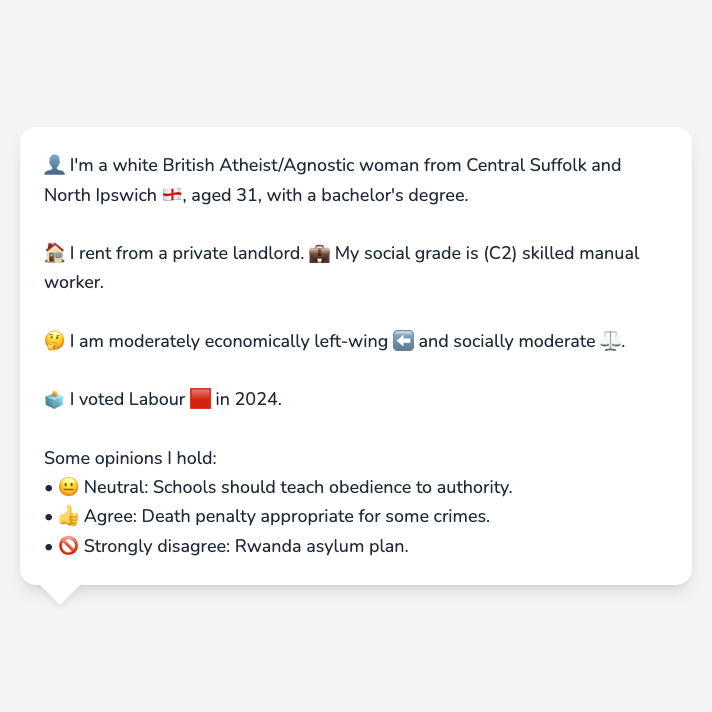 👤 I'm a white British Atheist/Agnostic woman from Central Suffolk and
North Ipswich 🏴󠁧󠁢󠁥󠁮󠁧󠁿, aged 31, with a bachelor's degree.
🏠 I rent from a private landlord. 💼 My social grade is (C2) skilled manual
worker.
🤔 I am moderately economically left-wing ⬅️ and socially moderate ⚖️.
🗳️ I voted Labour 🟥 in 2024.
Some opinions I hold:
• 😐 Neutral: Schools should teach obedience to authority.
• 👍 Agree: Death penalty appropriate for some crimes.
• 🚫 Strongly disagree: Rwanda asylum plan.